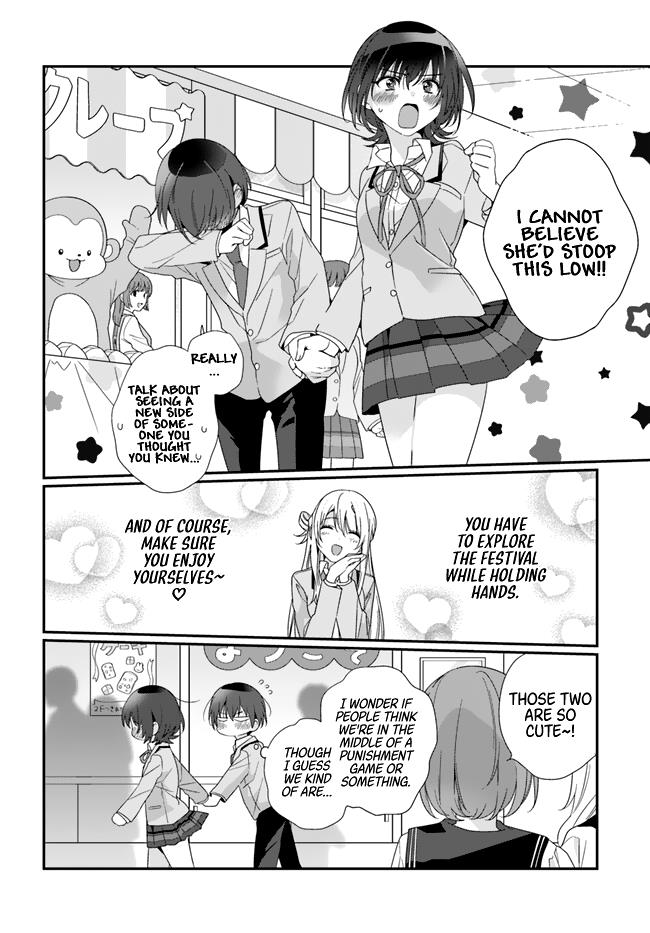 クレープ
I CANNOT
BELIEVE
SHE'D STOOP
THIS LOW!!
REALLY
...
TALK ABOUT
SEEING A
NEW SIDE
OF SOME-
ONE YOU
THOUGHT
YOU KNEW...
YOU HAVE
TO EXPLORE
THE FESTIVAL
WHILE HOLDING
HANDS.
AND OF COURSE,
MAKE SURE
YOU ENJOY
YOURSELVES~
♡
THOSE TWO
ARE SO
CUTE~!
I WONDER IF
PEOPLE THINK
WE'RE IN THE
MIDDLE OF A
PUNISHMENT
GAME OR
SOMETHING.
THOUGH
I GUESS
WE KIND
OF ARE...